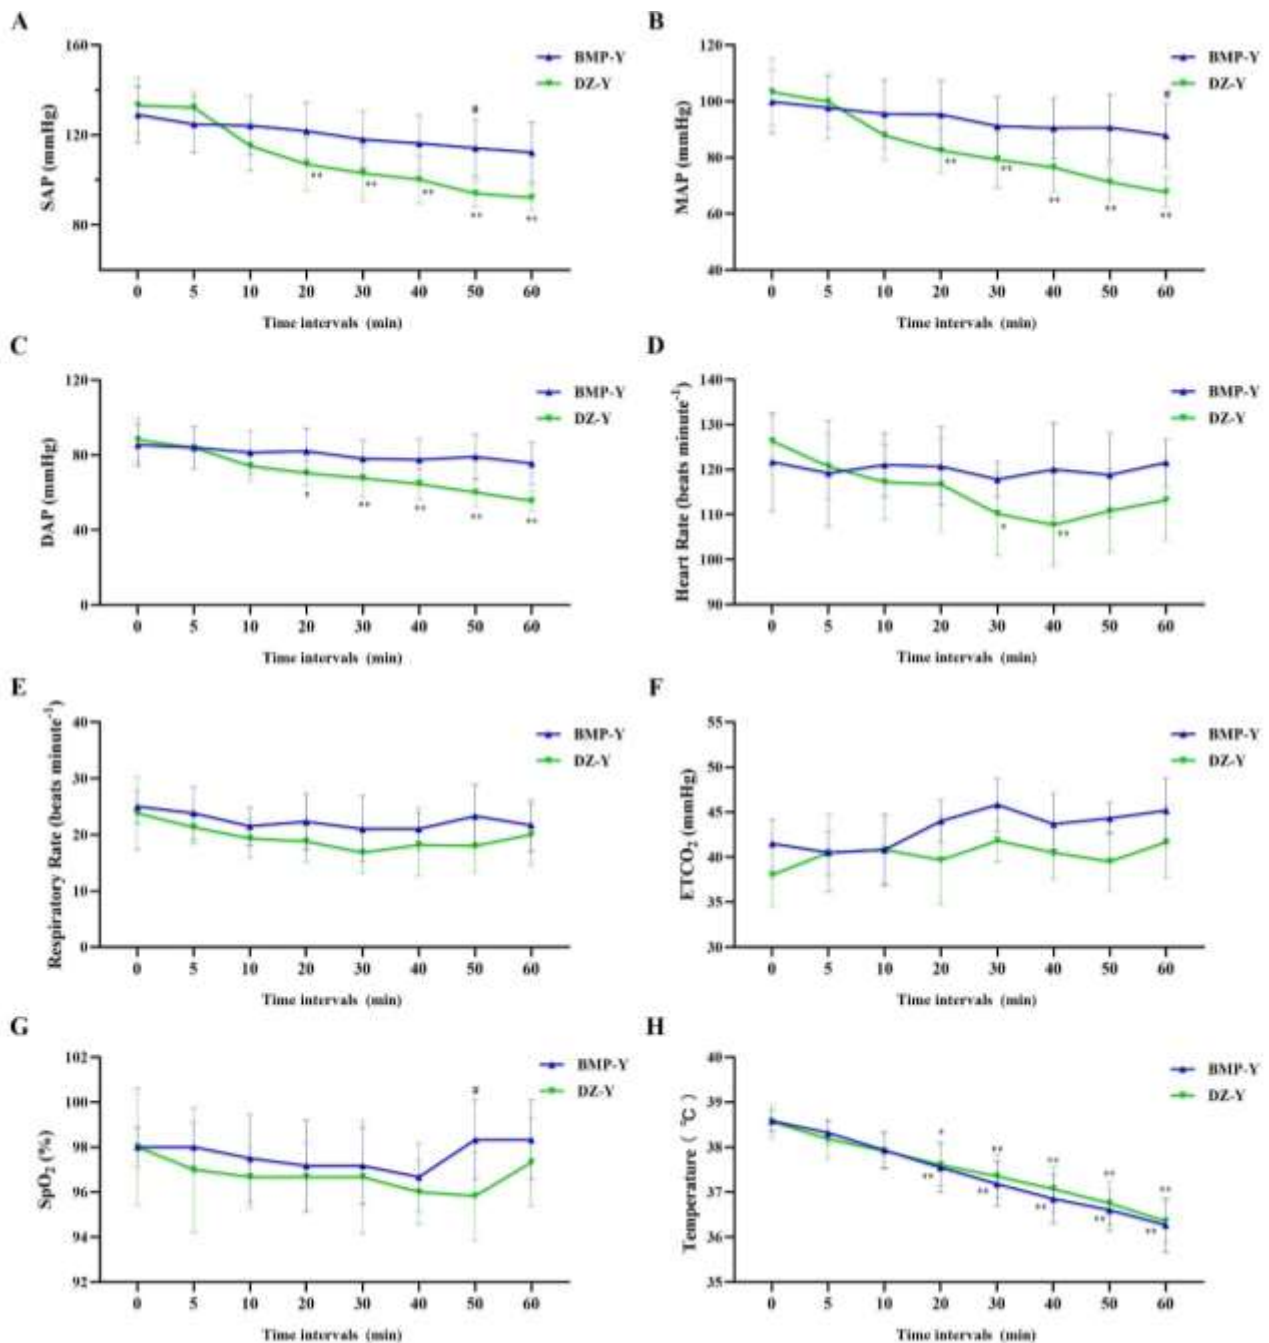 A
SAP (mmHg)
160
120
80
#
** ** ** ** **
BMP-Y
DZ-Y
0 5 10 20 30 40 50 60
Time intervals (min)
B
MAP (mmHg)
120
100
80
60
40
#
** ** ** ** **
BMP-Y
DZ-Y
0 5 10 20 30 40 50 60
Time intervals (min)
C
DAP (mmHg)
120
80
40
0
* ** ** ** **
BMP-Y
DZ-Y
0 5 10 20 30 40 50 60
Time intervals (min)
D
Heart Rate (beats minute⁻¹)
140
130
120
110
100
90
* **
BMP-Y
DZ-Y
0 5 10 20 30 40 50 60
Time intervals (min)
E
Respiratory Rate (beats minute⁻¹)
40
30
20
10
0
BMP-Y
DZ-Y
0 5 10 20 30 40 50 60
Time intervals (min)
F
ETCO₂ (mmHg)
55
50
45
40
35
30
BMP-Y
DZ-Y
0 5 10 20 30 40 50 60
Time intervals (min)
G
SpO₂ (%)
102
100
98
96
94
92
#
BMP-Y
DZ-Y
0 5 10 20 30 40 50 60
Time intervals (min)
H
Temperature ( ℃ )
40
39
38
37
36
35
* ** ** ** **
** ** ** ** **
BMP-Y
DZ-Y
0 5 10 20 30 40 50 60
Time intervals (min)